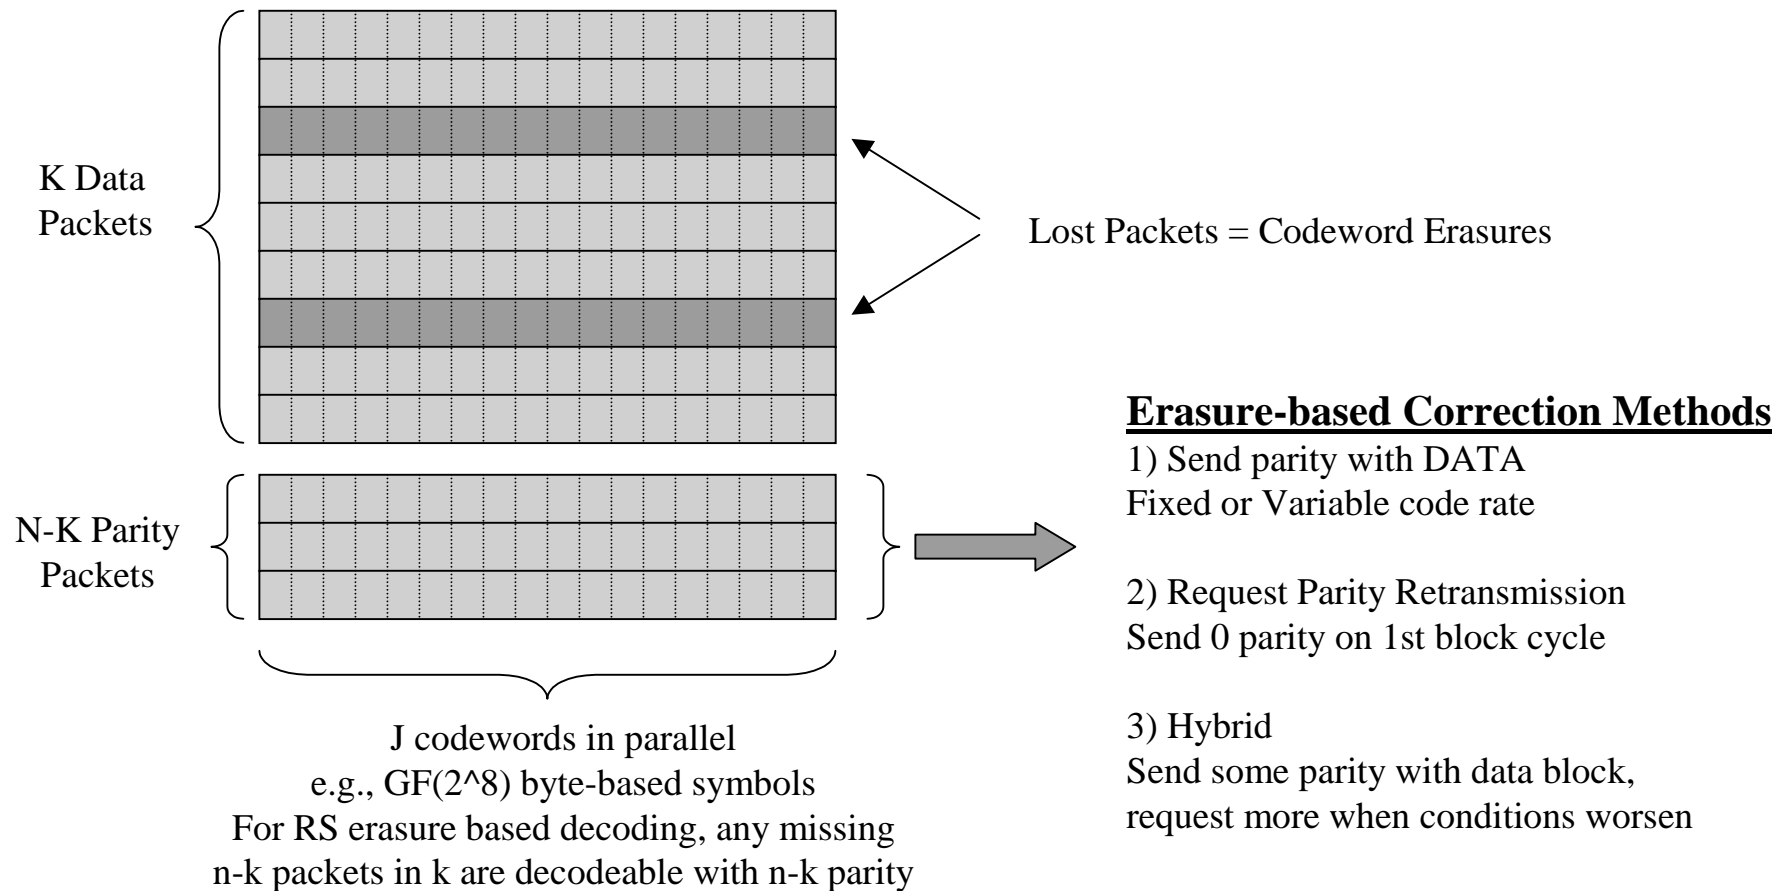 K Data
Packets
Lost Packets = Codeword Erasures
N-K Parity
Packets
J codewords in parallel
e.g., GF(2^8) byte-based symbols
For RS erasure based decoding, any missing
n-k packets in k are decodeable with n-k parity
Erasure-based Correction Methods
1) Send parity with DATA
Fixed or Variable code rate
2) Request Parity Retransmission
Send 0 parity on 1st block cycle
3) Hybrid
Send some parity with data block,
request more when conditions worsen